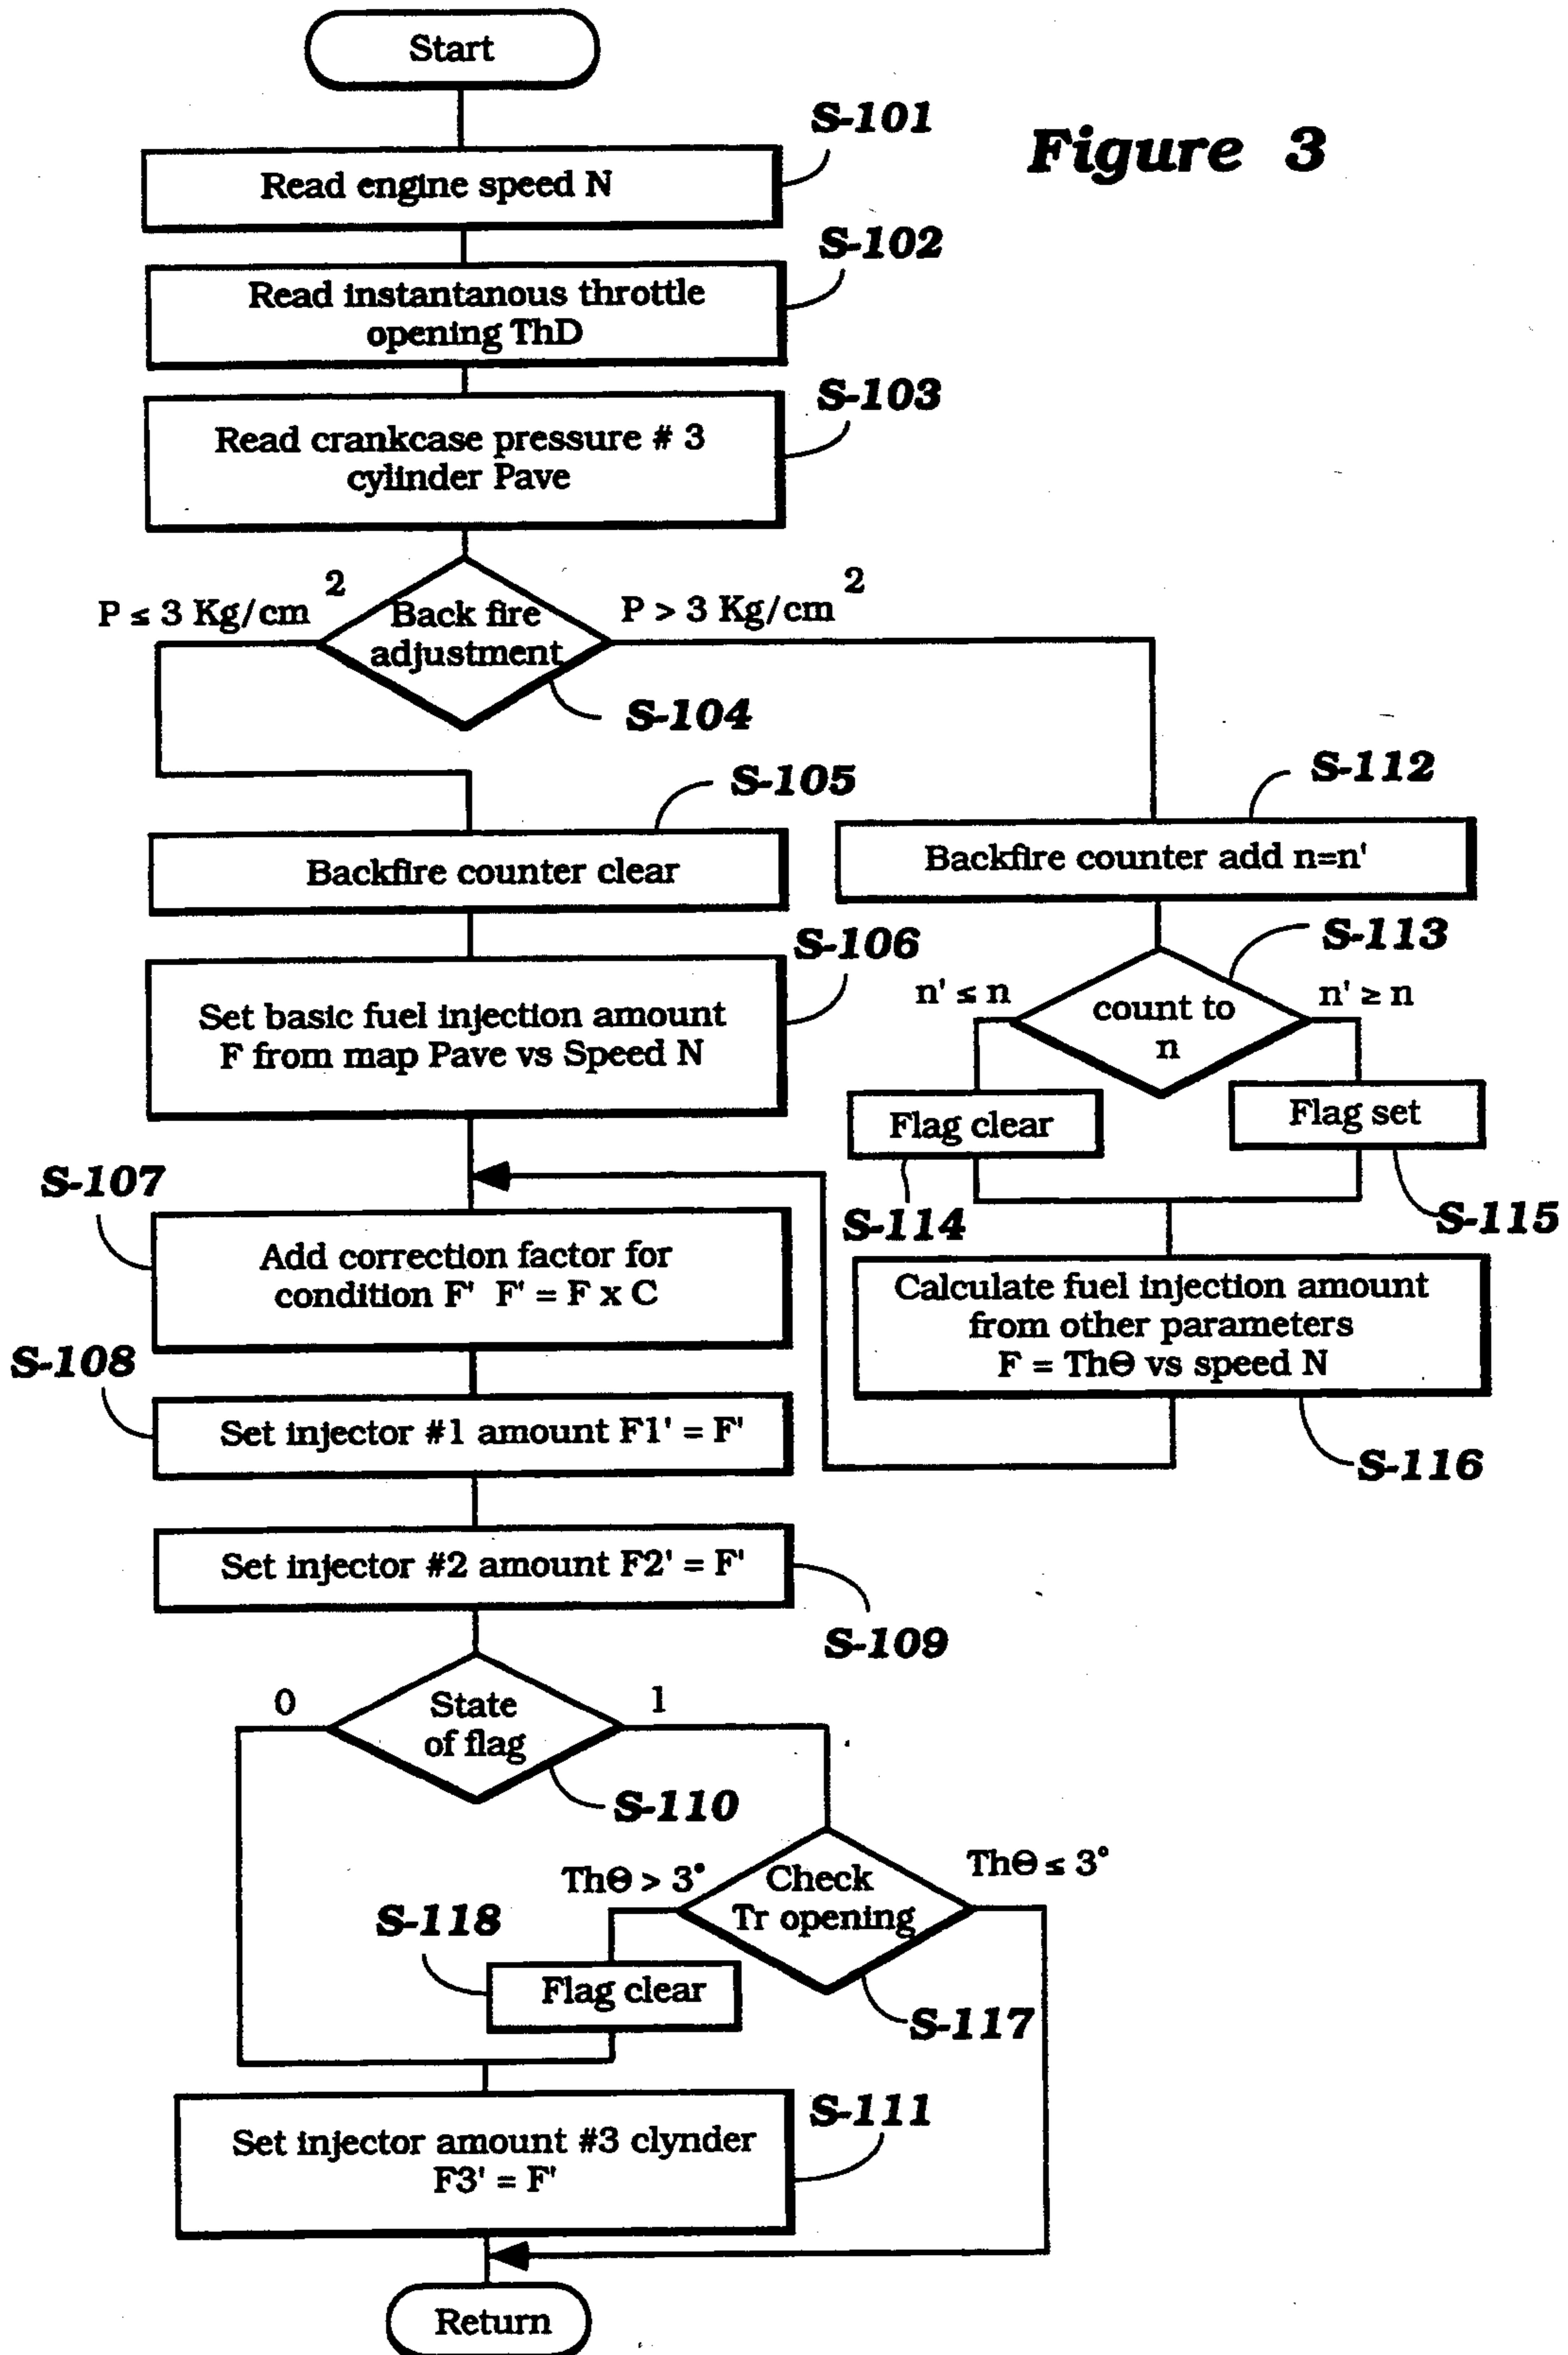 Start
Figure 3
S-101
Read engine speed N
S-102
Read instantanous throttle
opening ThD
S-103
Read crankcase pressure # 3
cylinder Pave
P ≤ 3 Kg/cm 2
Back fire
adjustment
P > 3 Kg/cm 2
S-104
S-105
Backfire counter clear
S-106
Set basic fuel injection amount
F from map Pave vs Speed N
S-112
Backfire counter add n=n'
S-113
n' ≤ n
count to
n
n' ≥ n
Flag clear
Flag set
S-114
S-115
Calculate fuel injection amount
from other parameters
F = ThΘ vs speed N
S-116
S-107
Add correction factor for
condition F' F' = F x C
S-108
Set injector #1 amount F1' = F'
Set injector #2 amount F2' = F'
S-109
0
State
of flag
1
S-110
ThΘ > 3°
Check
Tr opening
ThΘ ≤ 3°
S-118
Flag clear
S-117
S-111
Set injector amount #3 clynder
F3' = F'
Return